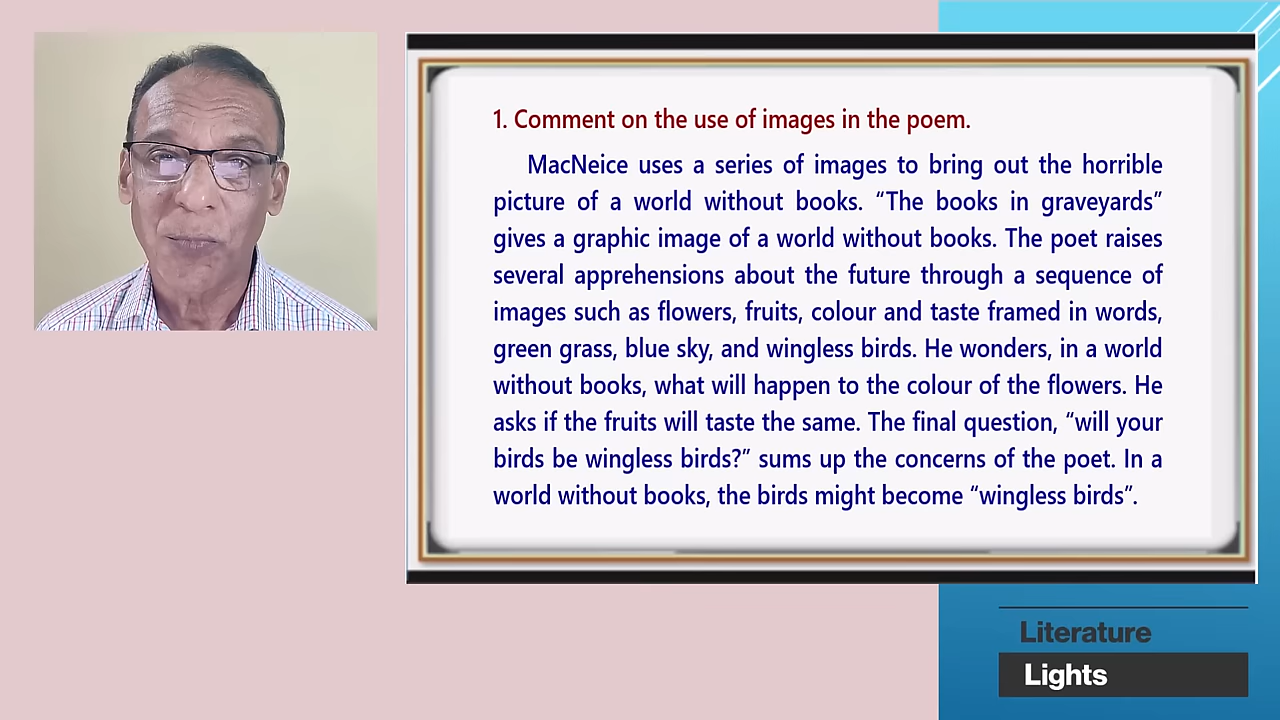 1. Comment on the use of images in the poem.
MacNeice uses a series of images to bring out the horrible
picture of a world without books. “The books in graveyards”
gives a graphic image of a world without books. The poet raises
several apprehensions about the future through a sequence of
images such as flowers, fruits, colour and taste framed in words,
green grass, blue sky, and wingless birds. He wonders, in a world
without books, what will happen to the colour of the flowers. He
asks if the fruits will taste the same. The final question, “will your
birds be wingless birds?” sums up the concerns of the poet. In a
world without books, the birds might become “wingless birds”.
Literature
Lights